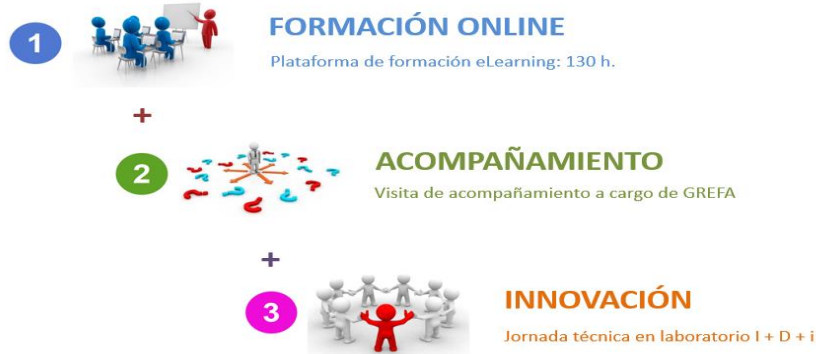 1
FORMACIÓN ONLINE
Plataforma de formación eLearning: 130 h.
+
2
ACOMPAÑAMIENTO
Visita de acompañamiento a cargo de GREFA
+
3
INNOVACIÓN
Jornada técnica en laboratorio I + D + i